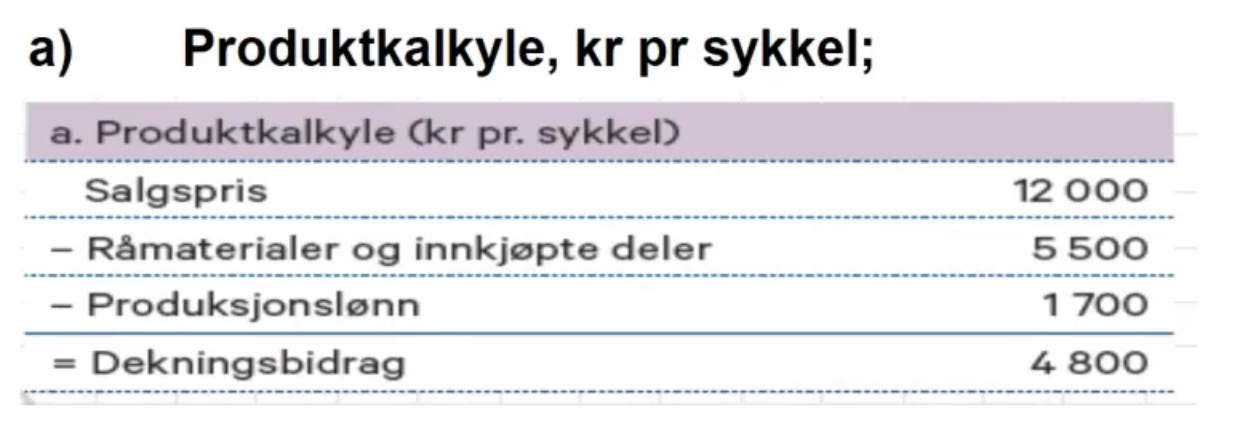 a) Produktkalkyle, kr pr sykkel;
a. Produktkalkyle (kr pr. sykkel)
Salgspris 12 000
– Råmaterialer og innkjøpte deler 5 500
– Produksjonslønn 1 700
= Dekningsbidrag 4 800